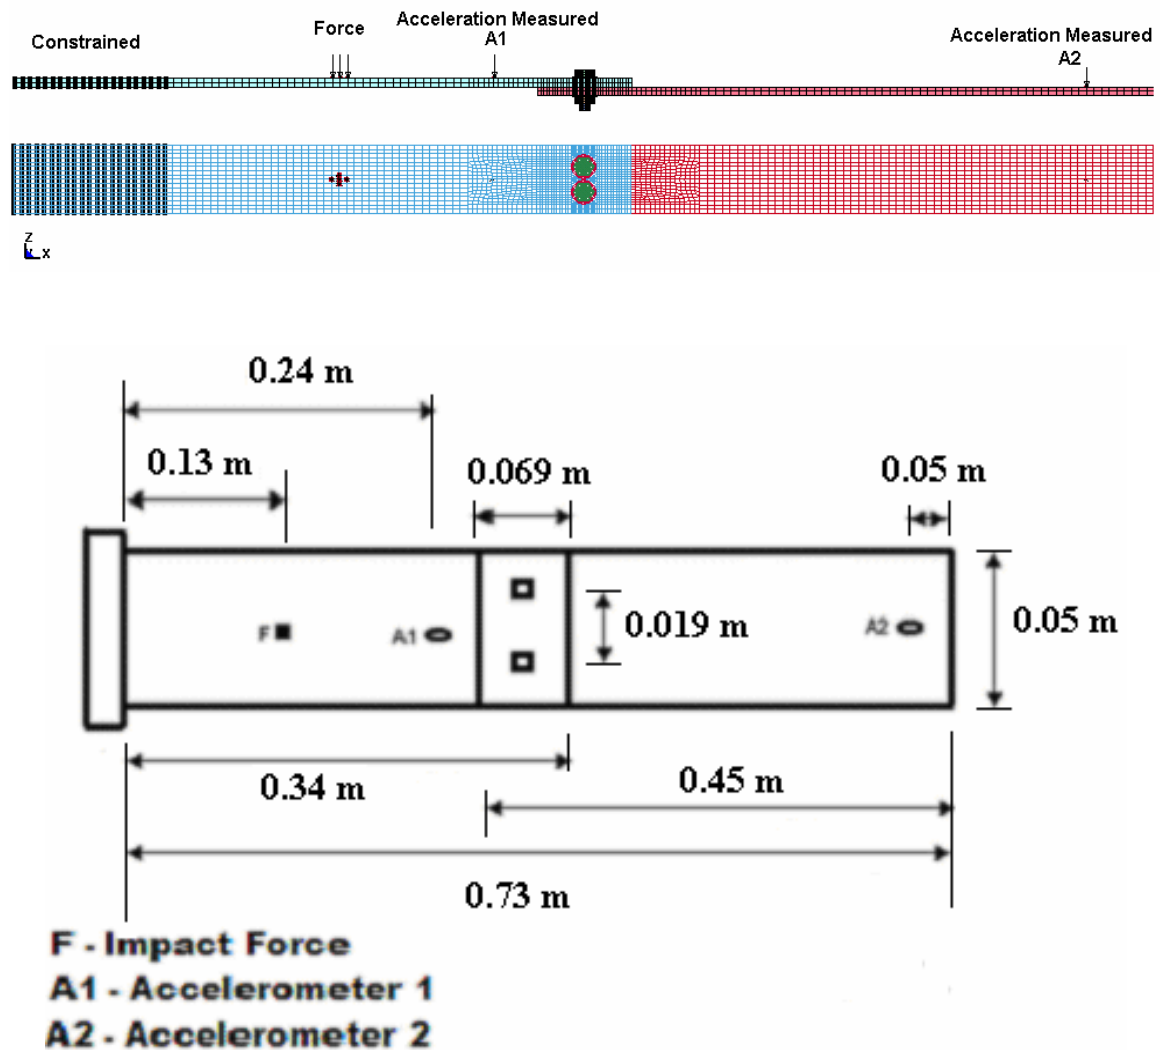 Constrained
Force
Acceleration Measured
A1
Acceleration Measured
A2
z
x
0.24 m
0.13 m
0.069 m
0.05 m
F
A1
0.019 m
A2
0.05 m
0.34 m
0.45 m
0.73 m
F - Impact Force
A1 - Accelerometer 1
A2 - Accelerometer 2